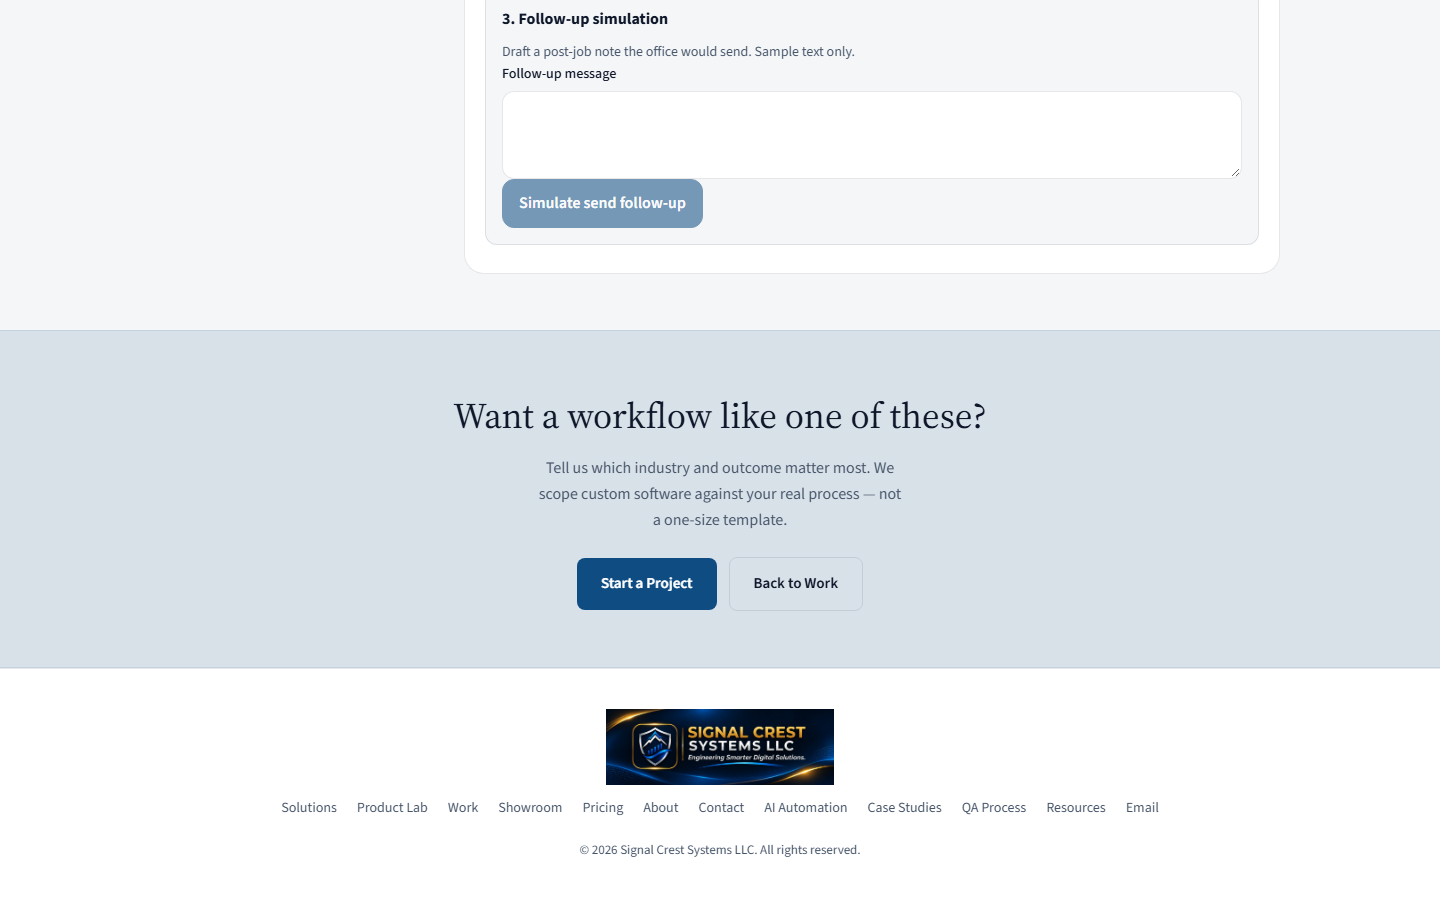 3. Follow-up simulation
Draft a post-job note the office would send. Sample text only.
Follow-up message
Simulate send follow-up
Want a workflow like one of these?
Tell us which industry and outcome matter most. We
scope custom software against your real process — not
a one-size template.
Start a Project
Back to Work
SIGNAL CREST
SYSTEMS LLC
Engineering Smarter Digital Solutions.
Solutions Product Lab Work Showroom Pricing About Contact AI Automation Case Studies QA Process Resources Email
© 2026 Signal Crest Systems LLC. All rights reserved.